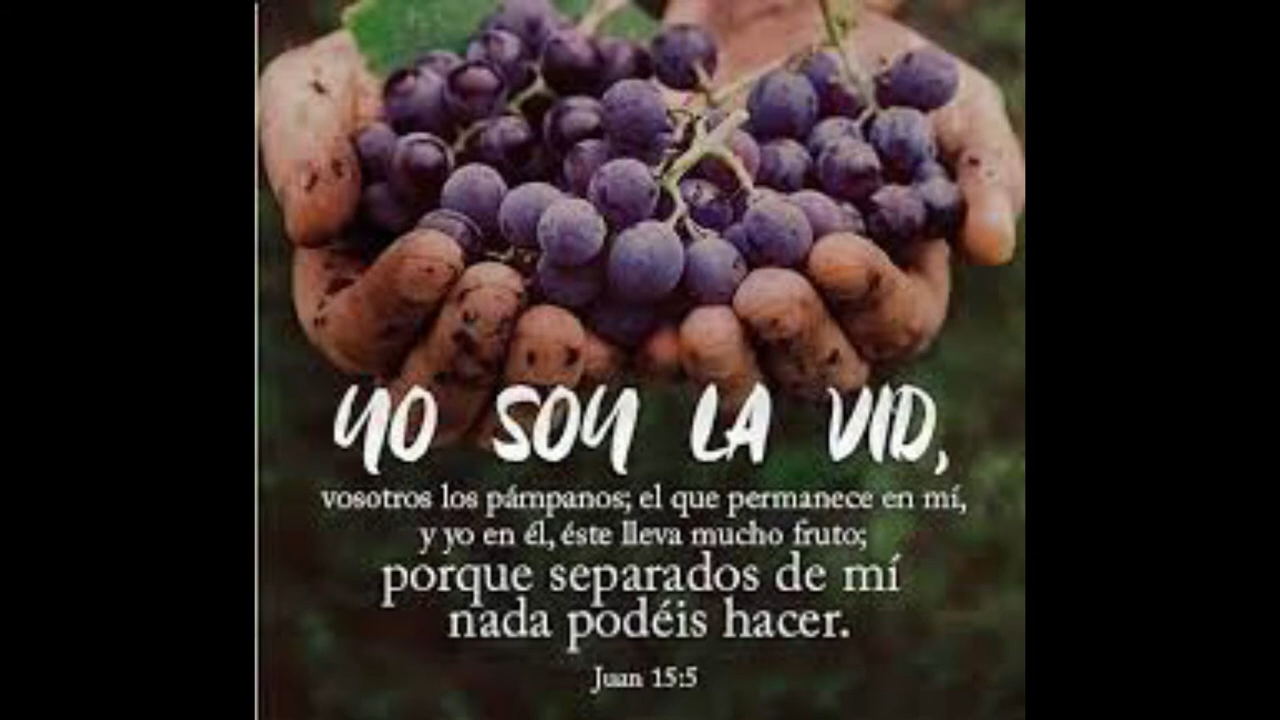 YO SOY LA VID,
vosotros los pámpanos; el que permanece en mí,
y yo en él, éste lleva mucho fruto;
porque separados de mí
nada podéis hacer.
Juan 15:5